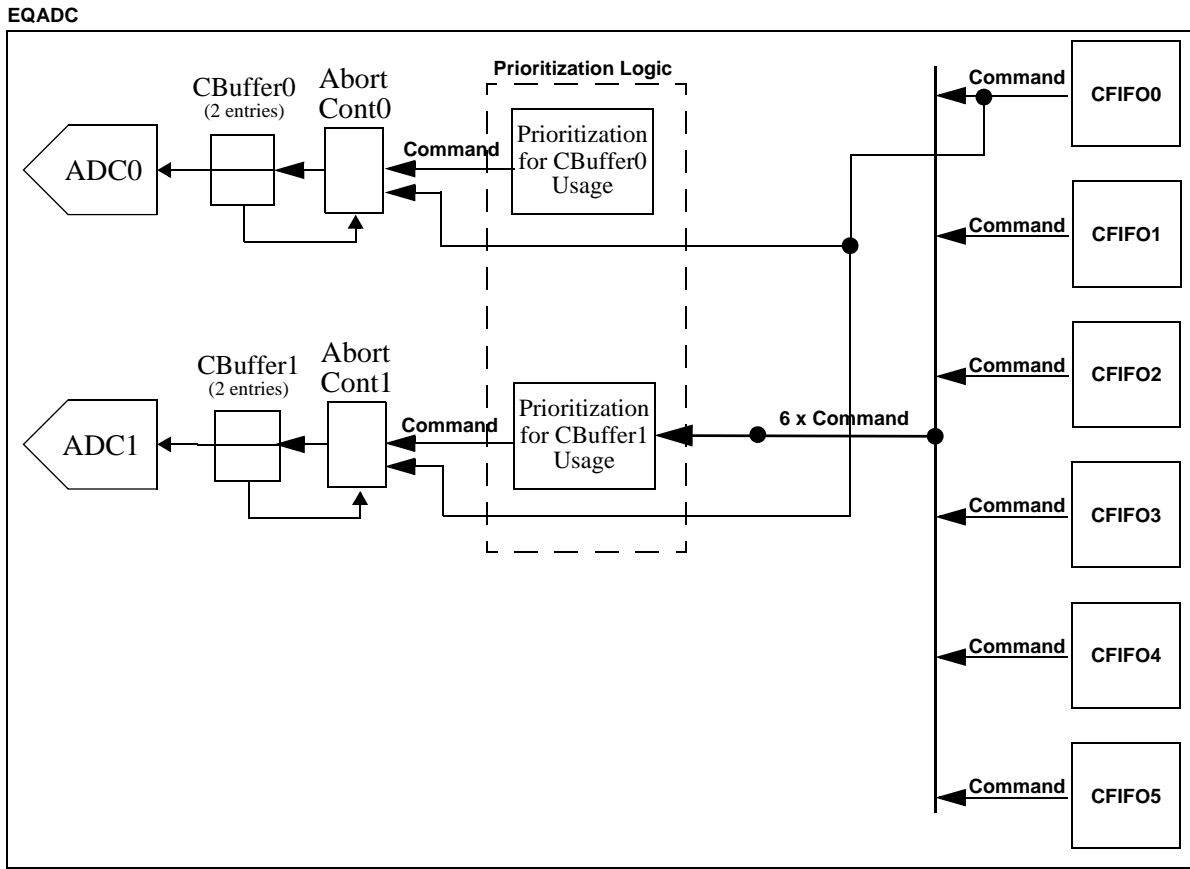 EQADC
CBuffer0
(2 entries)
Abort
Cont0
Prioritization Logic
Prioritization
for CBuffer0
Usage
Command
ADC0
CBuffer1
(2 entries)
Abort
Cont1
Prioritization
for CBuffer1
Usage
Command
ADC1
6 x Command
Command
CFIFO0
Command
CFIFO1
Command
CFIFO2
Command
CFIFO3
Command
CFIFO4
Command
CFIFO5